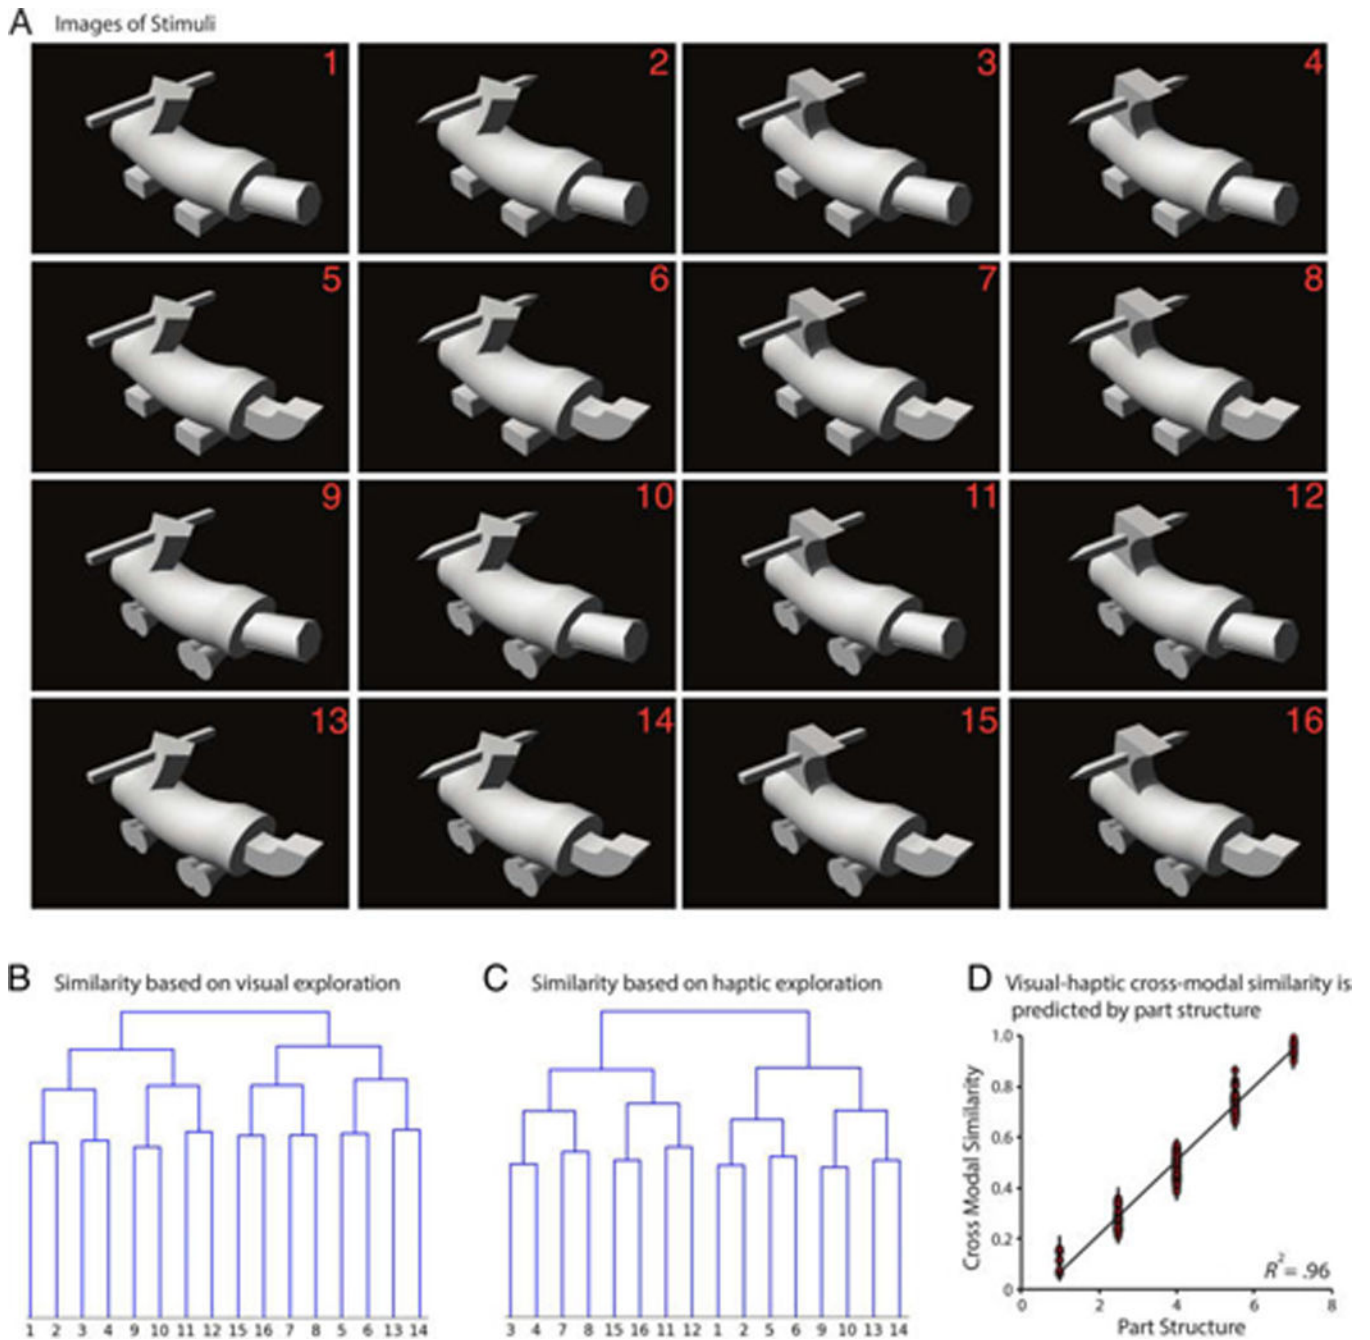 A Images of Stimuli
1 2 3 4
5 6 7 8
9 10 11 12
13 14 15 16
B Similarity based on visual exploration
1 2 3 4 9 10 11 12 15 16 7 8 5 6 13 14
C Similarity based on haptic exploration
3 4 7 8 15 16 11 12 1 2 5 6 9 10 13 14
D Visual-haptic cross-modal similarity is
predicted by part structure
Cross Modal Similarity
1.0
0.8
0.6
0.4
0.2
0
R² = .96
0 2 4 6 8
Part Structure